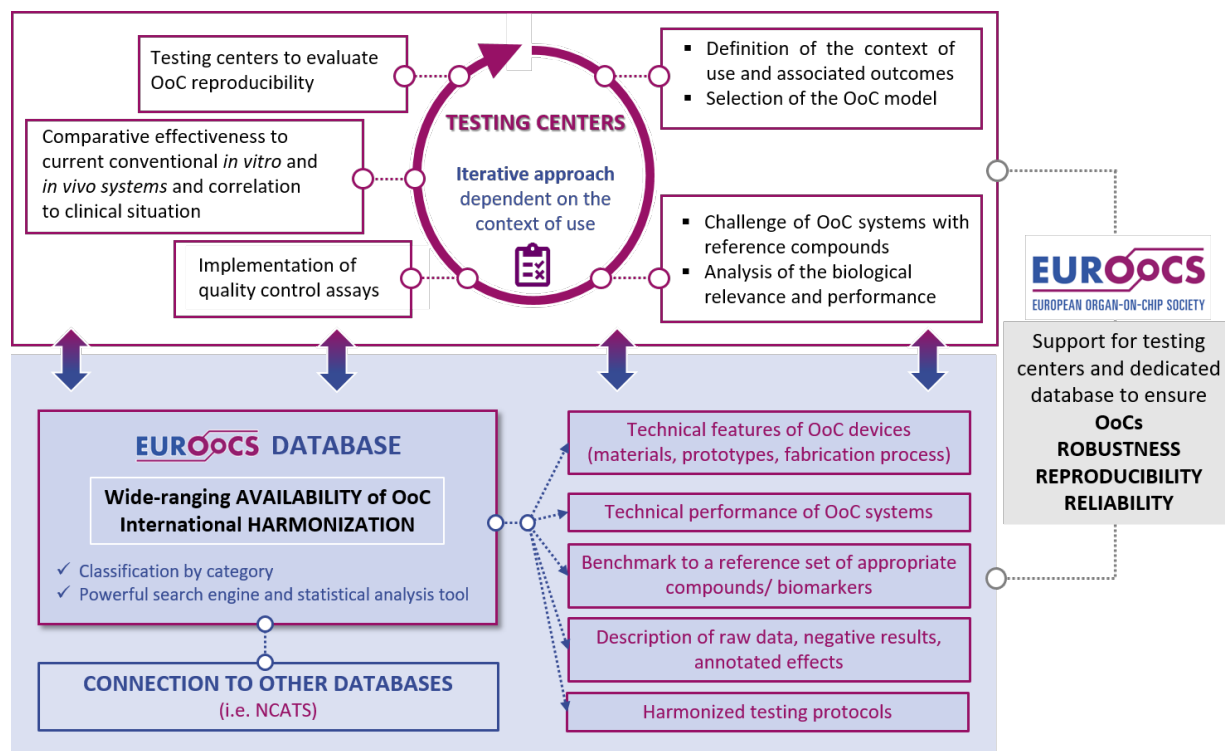 Testing centers to evaluate
OoC reproducibility
Comparative effectiveness to
current conventional in vitro and
in vivo systems and correlation
to clinical situation
Implementation of
quality control assays
TESTING CENTERS
Iterative approach
dependent on the
context of use
▪ Definition of the context of
use and associated outcomes
▪ Selection of the OoC model
▪ Challenge of OoC systems with
reference compounds
▪ Analysis of the biological
relevance and performance
EUROoCS
EUROPEAN ORGAN-ON-CHIP SOCIETY
Support for testing
centers and dedicated
database to ensure
OoCs
ROBUSTNESS
REPRODUCIBILITY
RELIABILITY
EUROoCS DATABASE
Wide-ranging AVAILABILITY of OoC
International HARMONIZATION
✓ Classification by category
✓ Powerful search engine and statistical analysis tool
CONNECTION TO OTHER DATABASES
(i.e. NCATS)
Technical features of OoC devices
(materials, prototypes, fabrication process)
Technical performance of OoC systems
Benchmark to a reference set of appropriate
compounds/ biomarkers
Description of raw data, negative results,
annotated effects
Harmonized testing protocols